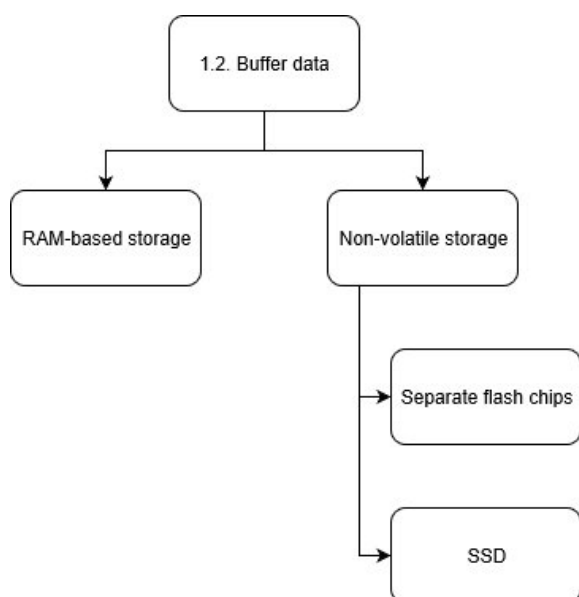 1.2. Buffer data
RAM-based storage
Non-volatile storage
Separate flash chips
SSD